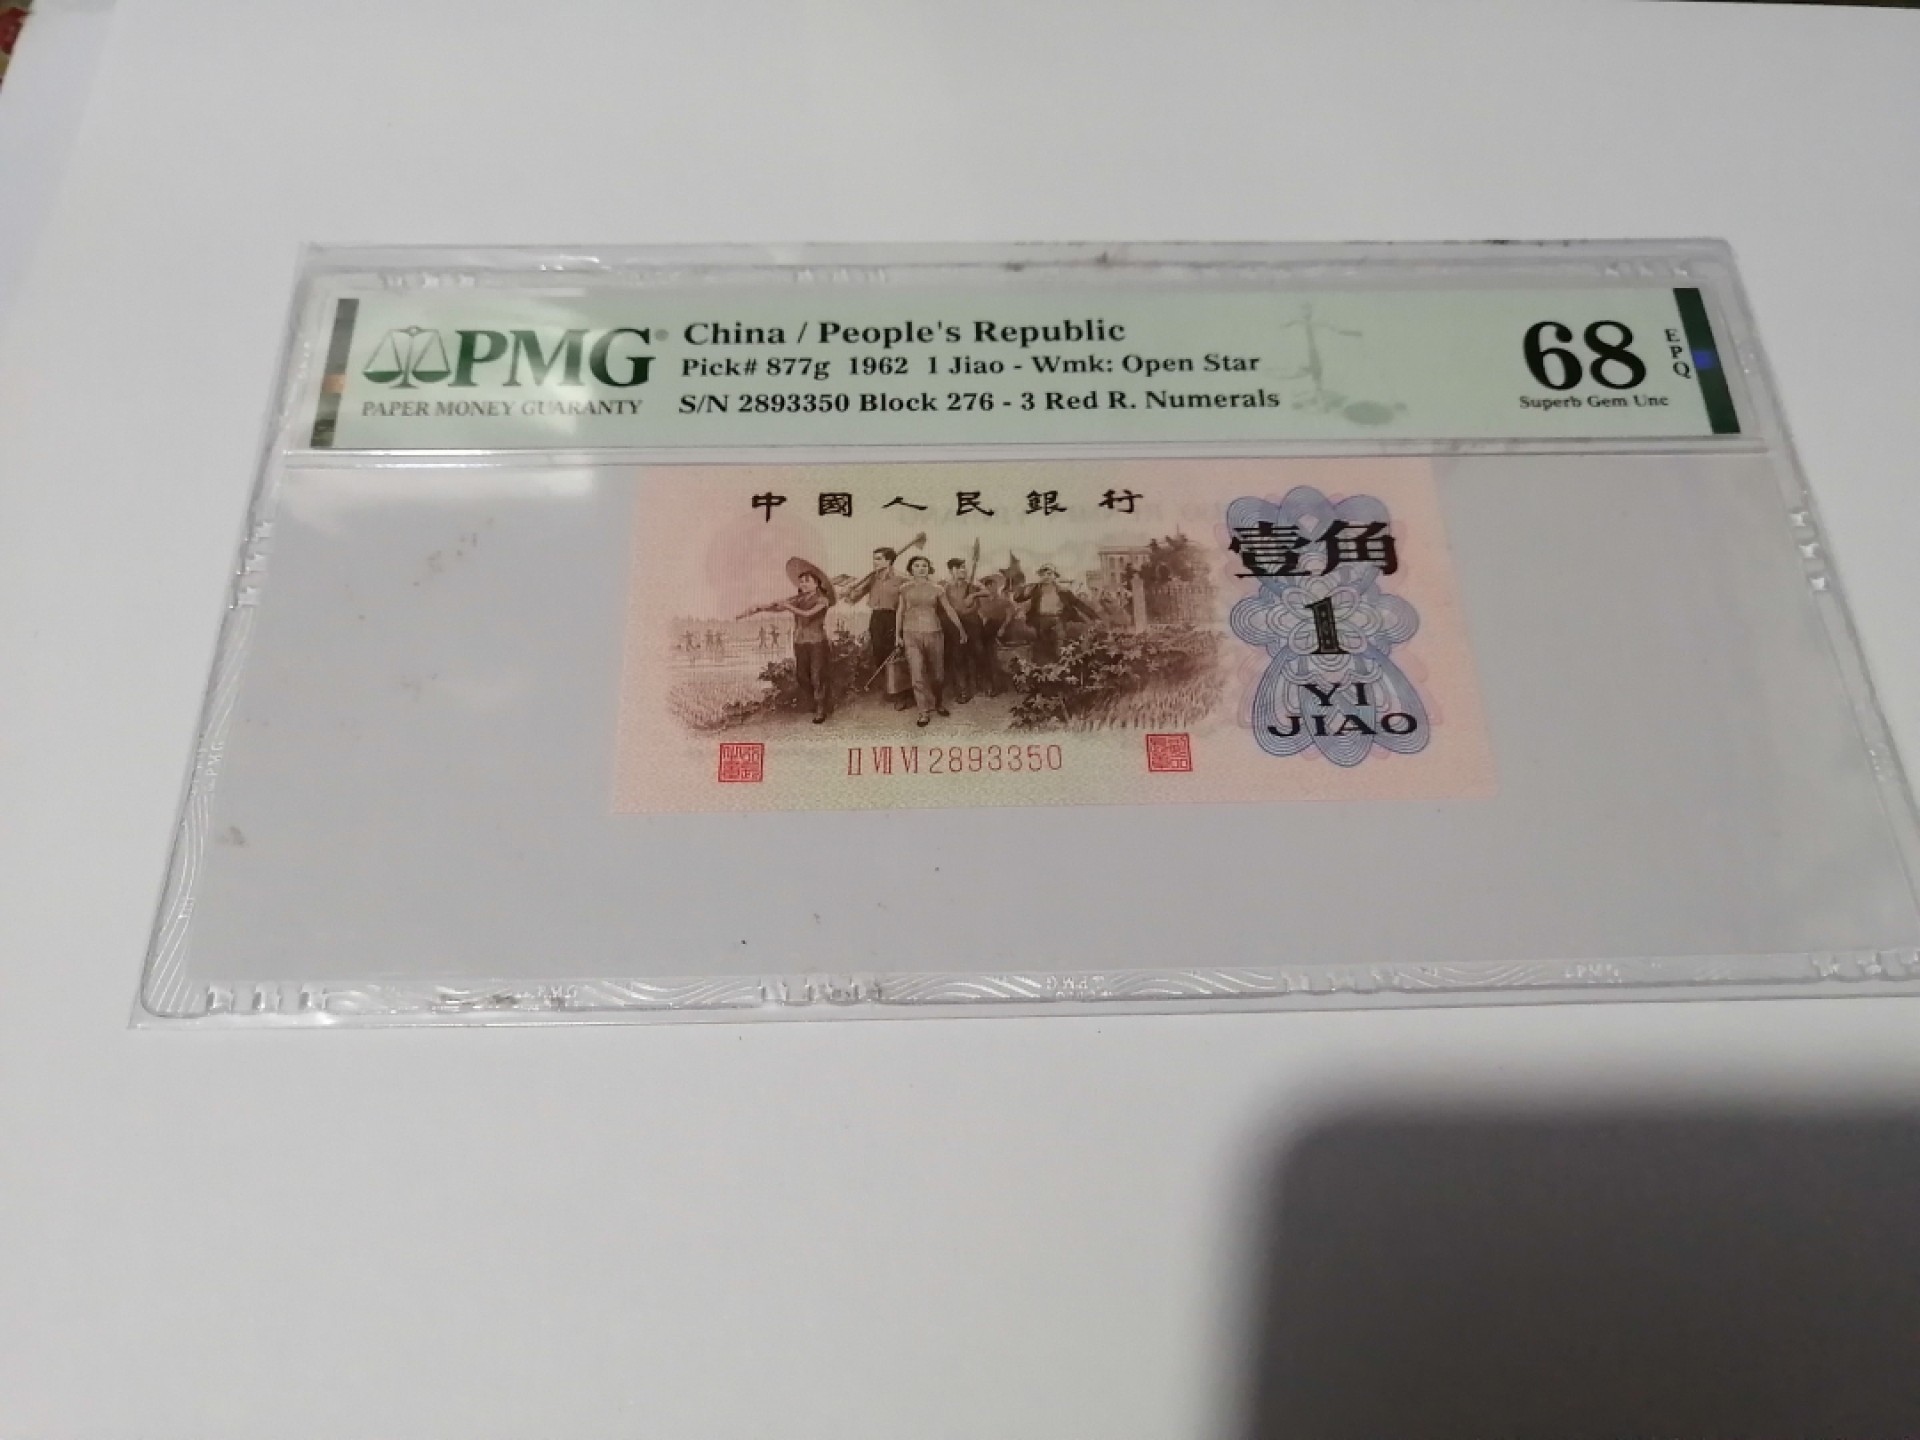 PMG
PAPER MONEY GUARANTY
China / People's Republic
Pick# 877g 1962 1 Jiao - Wmk: Open Star
S/N 2893350 Block 276 - 3 Red R. Numerals
68
EPQ
Superb Gem Unc
中國人民銀行
壹角
1
YI
JIAO
II VII VI 2893350